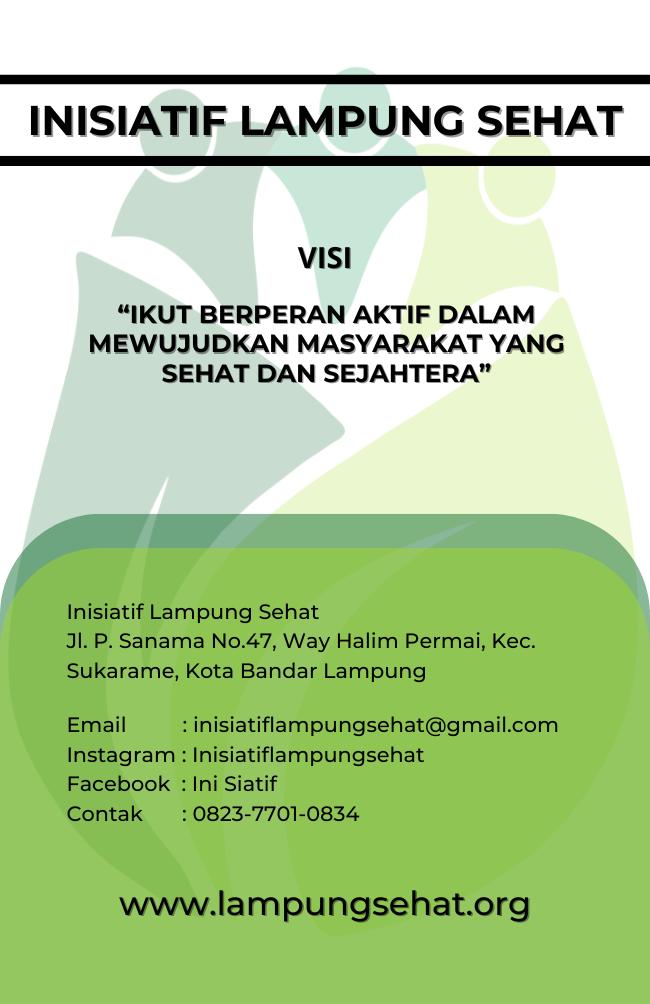 INISIATIF LAMPUNG SEHAT
VISI
“IKUT BERPERAN AKTIF DALAM
MEWUJUDKAN MASYARAKAT YANG
SEHAT DAN SEJAHTERA”
Inisiatif Lampung Sehat
Jl. P. Sanama No.47, Way Halim Permai, Kec.
Sukarame, Kota Bandar Lampung
Email : inisiatiflampungsehat@gmail.com
Instagram : Inisiatiflampungsehat
Facebook : Ini Siatif
Contak : 0823-7701-0834
www.lampungsehat.org